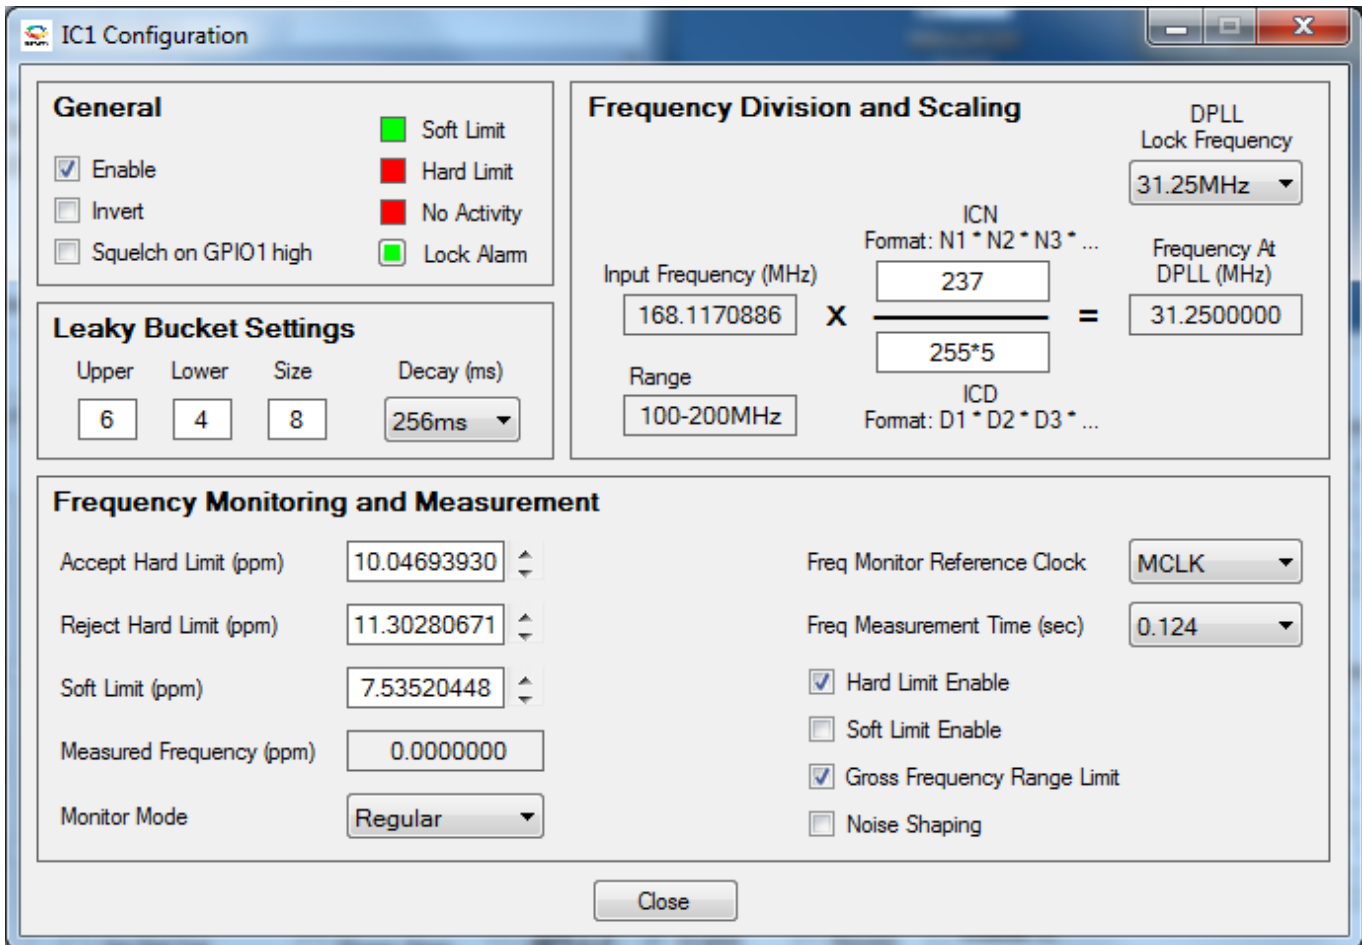 IC1 Configuration
General
Soft Limit
Enable
Hard Limit
Invert
No Activity
Squelch on GPIO1 high
Lock Alarm
Leaky Bucket Settings
Upper Lower Size Decay (ms)
6 4 8 256ms
Frequency Division and Scaling
DPLL
Lock Frequency
31.25MHz
ICN
Format: N1 * N2 * N3 * ...
Input Frequency (MHz)
237
Frequency At
DPLL (MHz)
168.1170886 X = 31.2500000
255*5
Range
ICD
100-200MHz
Format: D1 * D2 * D3 * ...
Frequency Monitoring and Measurement
Accept Hard Limit (ppm) 10.04693930
Reject Hard Limit (ppm) 11.30280671
Soft Limit (ppm) 7.53520448
Measured Frequency (ppm) 0.0000000
Monitor Mode Regular
Freq Monitor Reference Clock MCLK
Freq Measurement Time (sec) 0.124
Hard Limit Enable
Soft Limit Enable
Gross Frequency Range Limit
Noise Shaping
Close